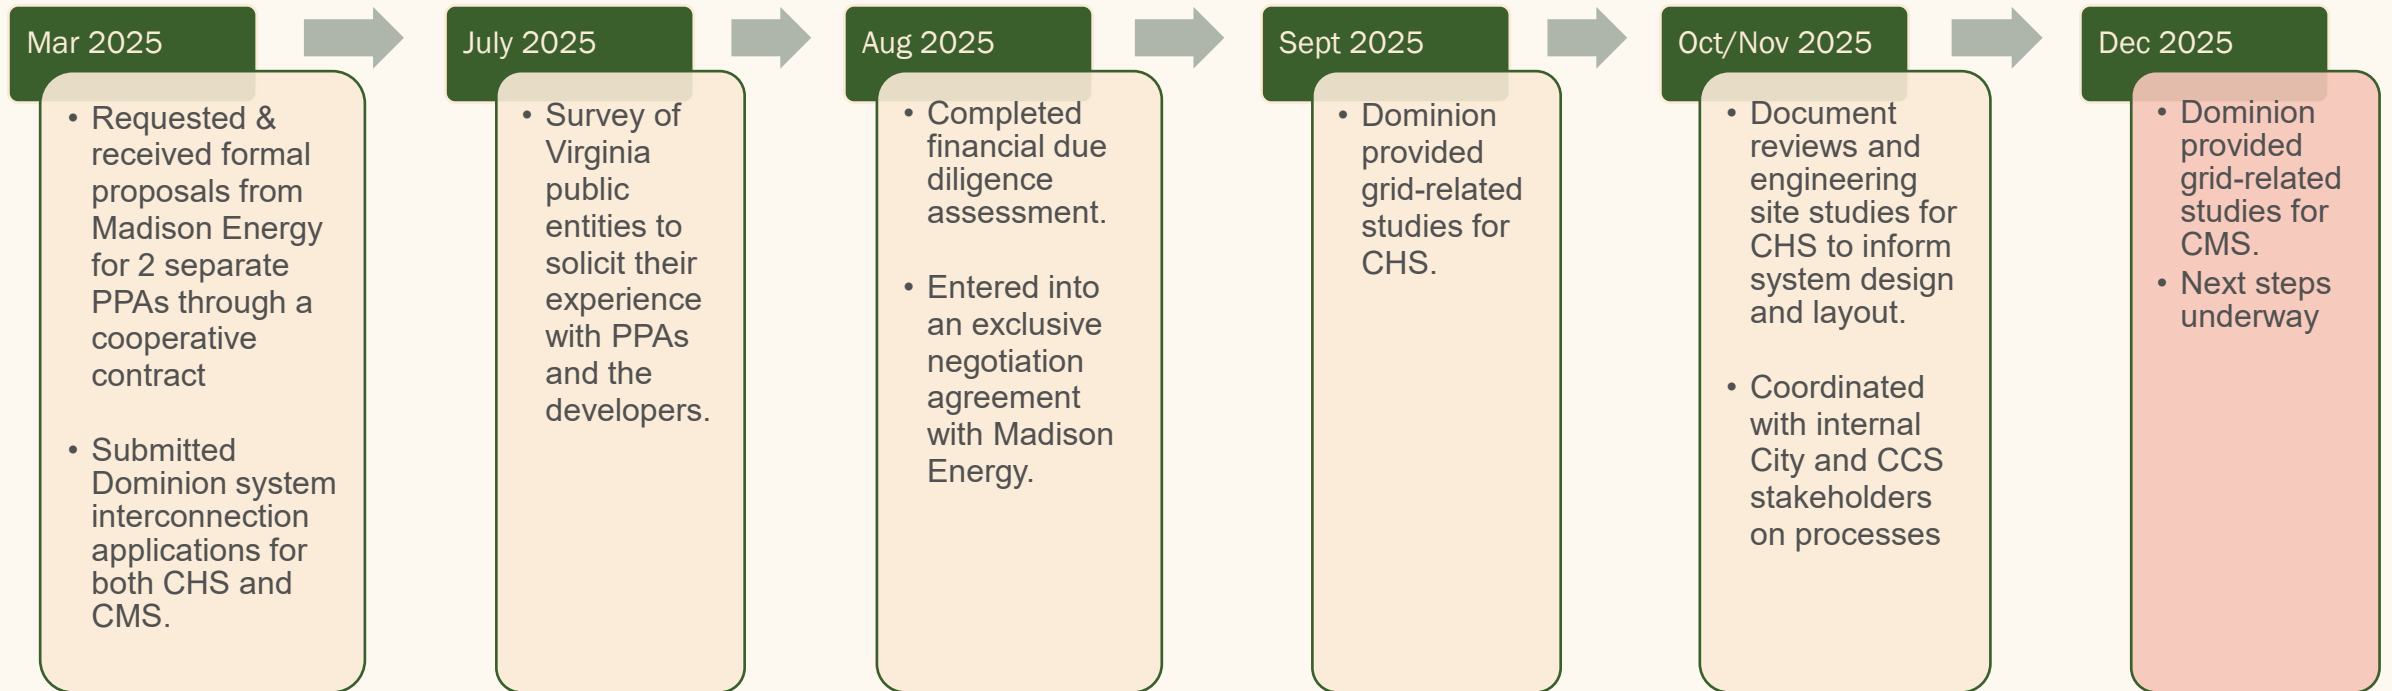 Mar 2025
• Requested &
received formal
proposals from
Madison Energy
for 2 separate
PPAs through a
cooperative
contract
• Submitted
Dominion system
interconnection
applications for
both CHS and
CMS.
July 2025
• Survey of
Virginia
public
entities to
solicit their
experience
with PPAs
and the
developers.
Aug 2025
• Completed
financial due
diligence
assessment.
• Entered into
an exclusive
negotiation
agreement
with Madison
Energy.
Sept 2025
• Dominion
provided
grid-related
studies for
CHS.
Oct/Nov 2025
• Document
reviews and
engineering
site studies for
CHS to inform
system design
and layout.
• Coordinated
with internal
City and CCS
stakeholders
on processes
Dec 2025
• Dominion
provided
grid-related
studies for
CMS.
• Next steps
underway